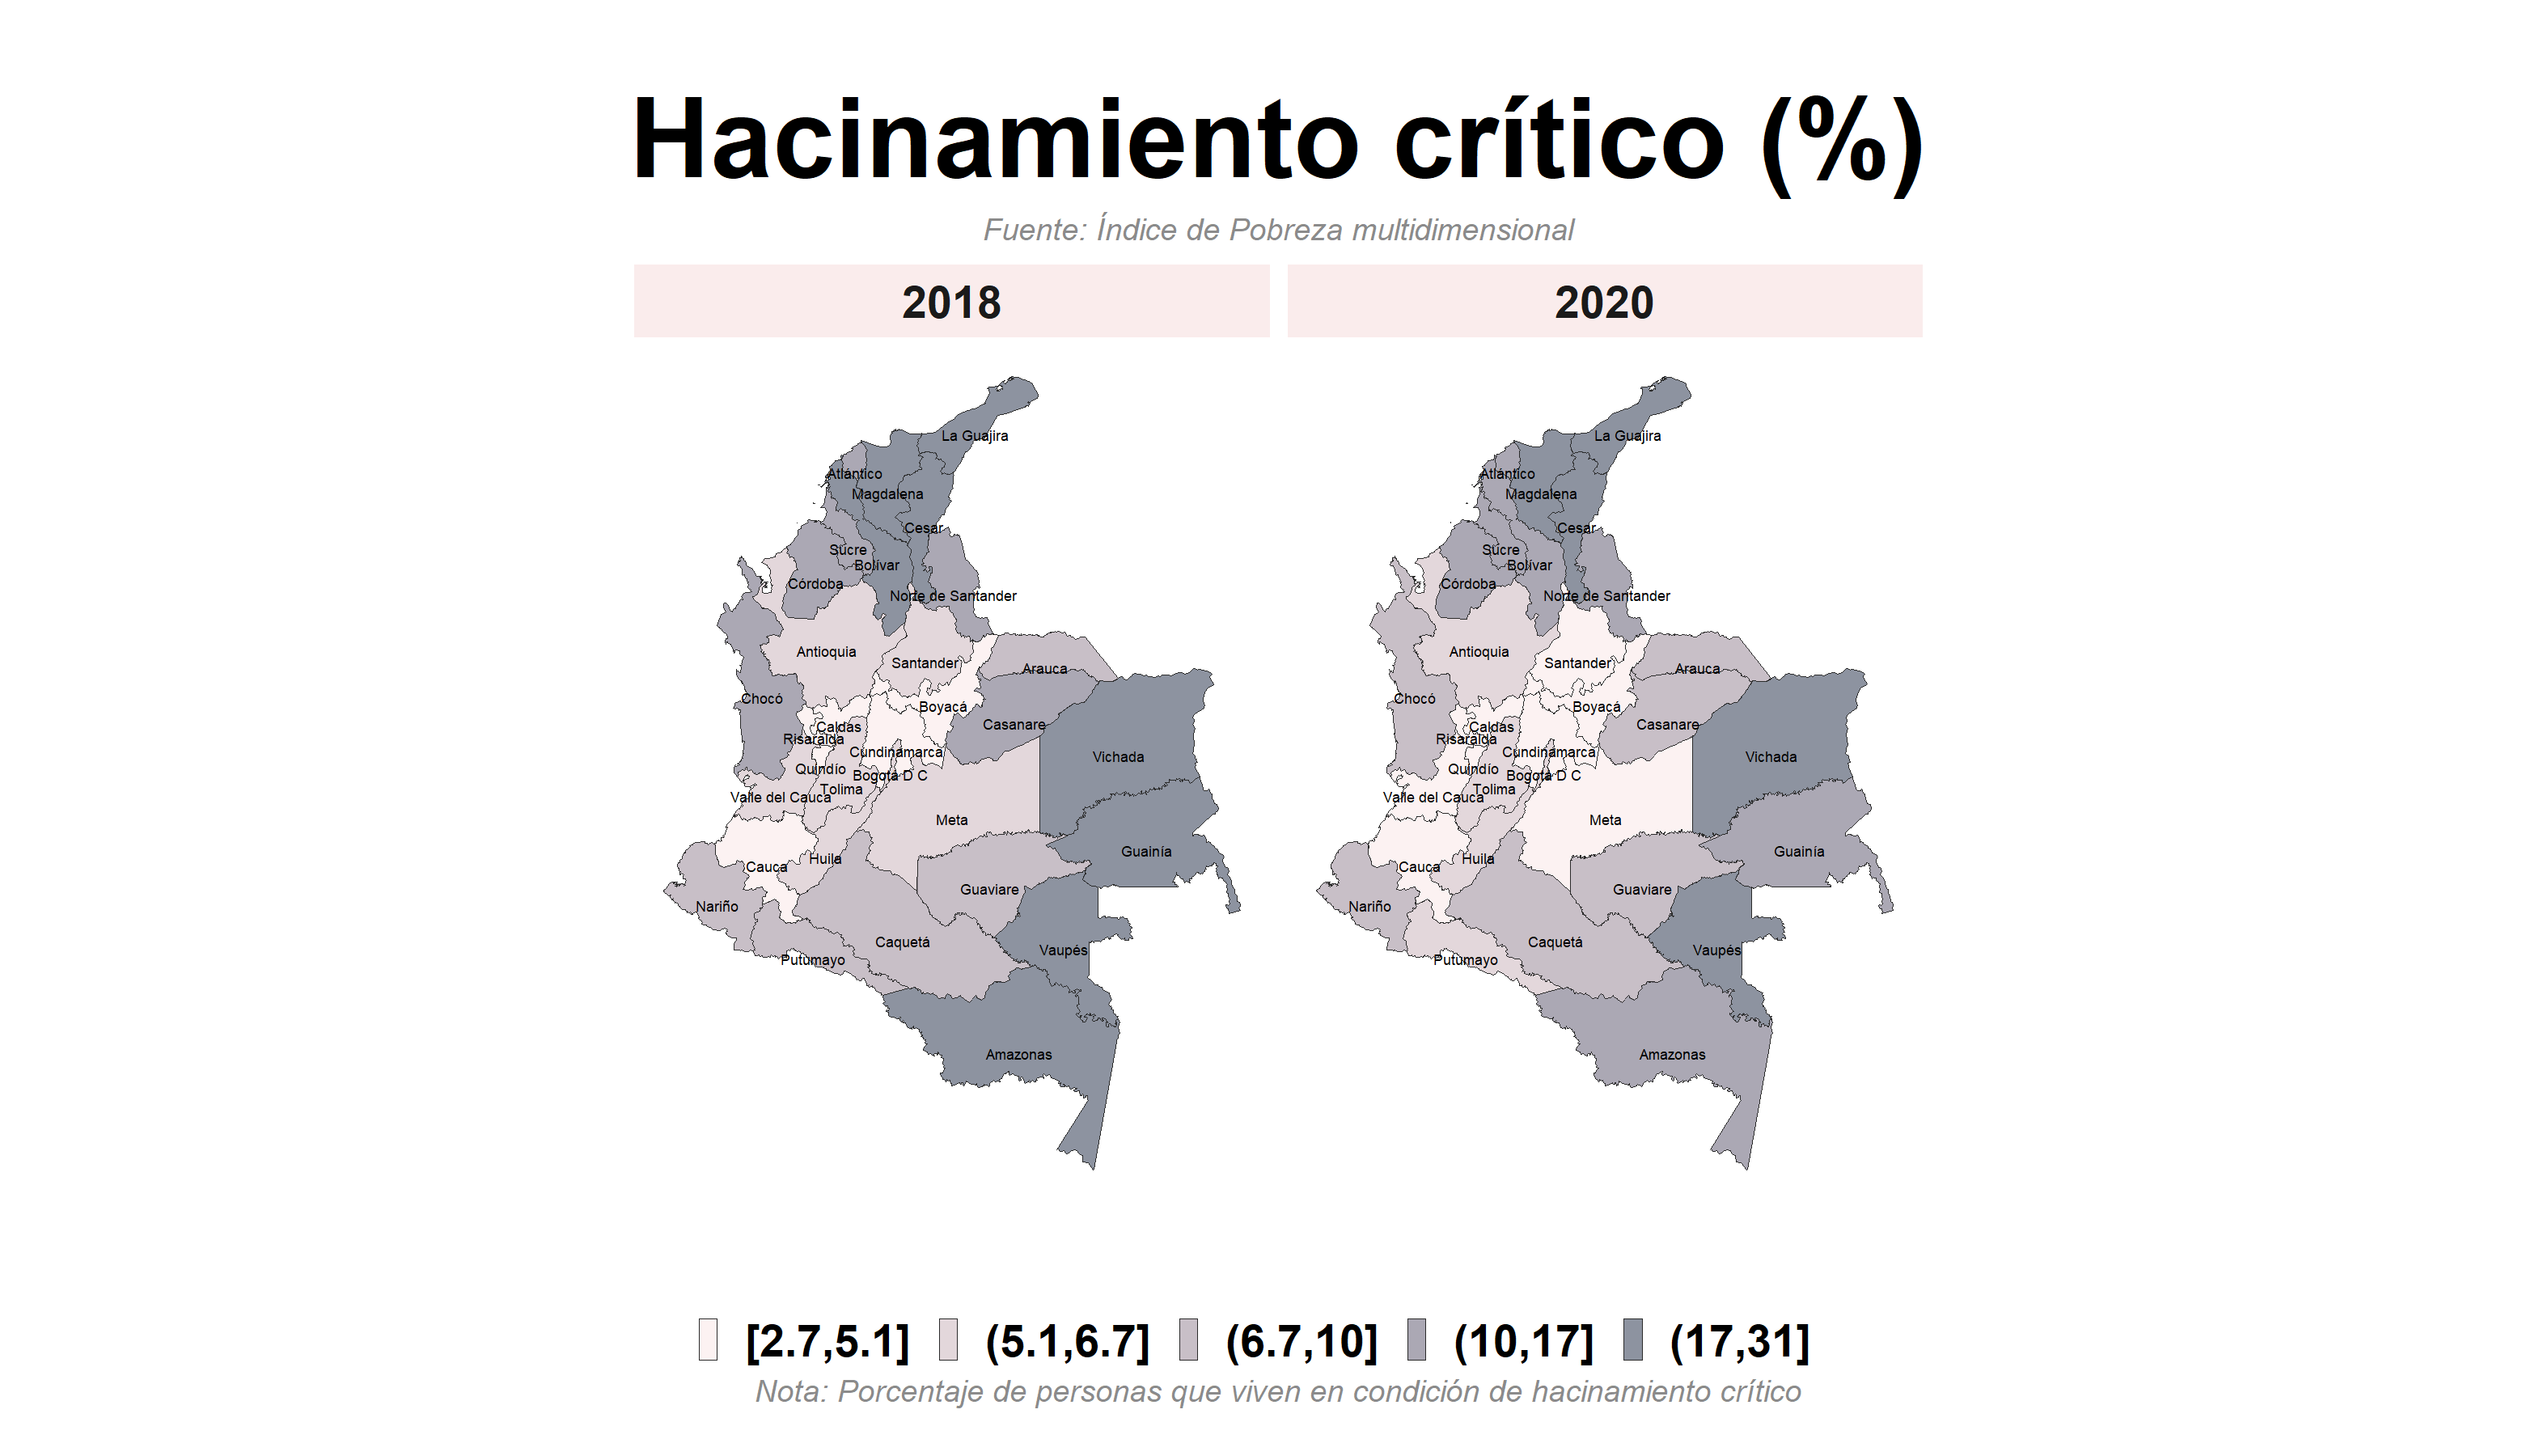 Hacinamiento crítico (%)
Fuente: Índice de Pobreza multidimensional
2018
2020
La Guajira
Atlántico
Magdalena
Cesar
Sucre
Bolívar
Córdoba
Norte de Santander
Antioquia
Santander
Arauca
Chocó
Boyacá
Casanare
Caldas
Risaralda
Cundinamarca
Vichada
Quindío
Bogotá D C
Tolima
Valle del Cauca
Meta
Guainía
Huila
Cauca
Guaviare
Nariño
Caquetá
Vaupés
Putumayo
Amazonas
La Guajira
Atlántico
Magdalena
Cesar
Sucre
Bolívar
Córdoba
Norte de Santander
Antioquia
Santander
Arauca
Chocó
Boyacá
Casanare
Caldas
Risaralda
Cundinamarca
Vichada
Quindío
Bogotá D C
Tolima
Valle del Cauca
Meta
Guainía
Huila
Cauca
Guaviare
Nariño
Caquetá
Vaupés
Putumayo
Amazonas
[2.7,5.1] (5.1,6.7] (6.7,10] (10,17] (17,31]
Nota: Porcentaje de personas que viven en condición de hacinamiento crítico